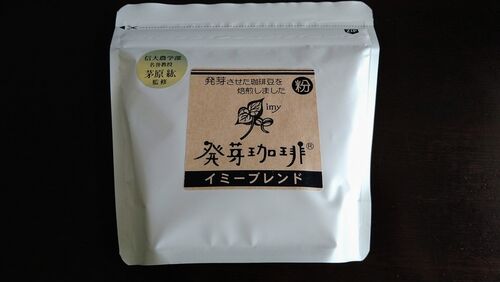 信大農学部
名誉教授
茅原 紘
監修
発芽させた珈琲豆を
焙煎しました
粉
imy
発芽珈琲®
イミーブレンド